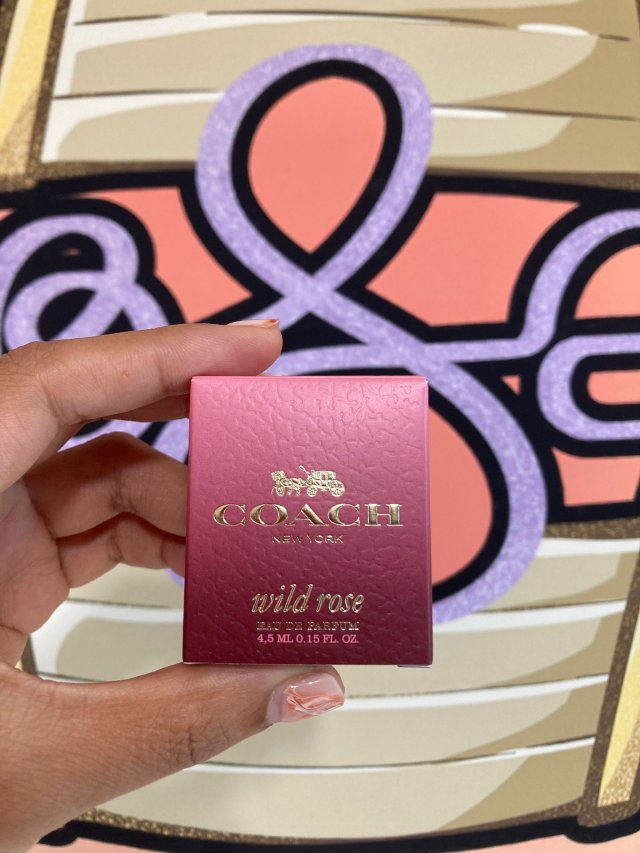 COACH
NEW YORK
wild rose
EAU DE PARFUM
4,5 ML 0.15 FL. OZ.